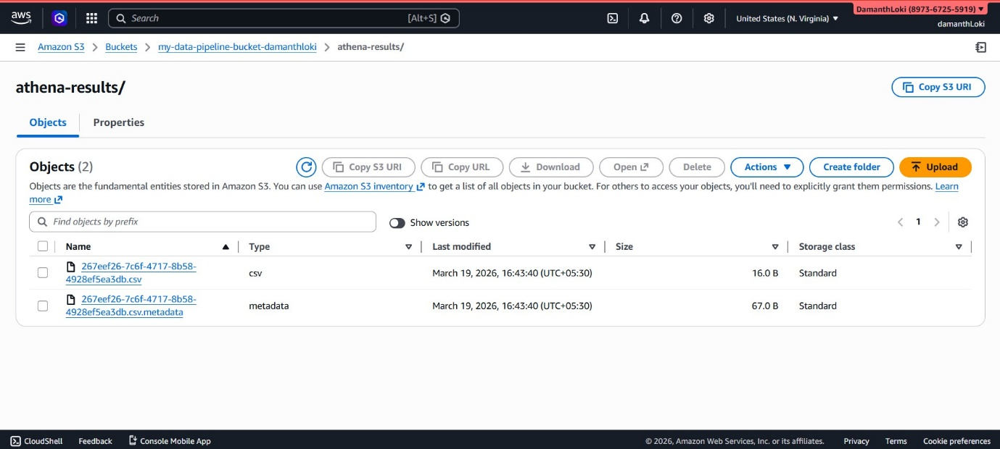 aws
Search [Alt+S]
United States (N. Virginia)
DamanthLoki (8973-6725-5919)
damanthLoki
Amazon S3 > Buckets > my-data-pipeline-bucket-damanthloki > athena-results/
athena-results/
Copy S3 URI
Objects Properties
Objects (2)
Copy S3 URI Copy URL Download Open Delete Actions Create folder Upload
Objects are the fundamental entities stored in Amazon S3. You can use Amazon S3 inventory to get a list of all objects in your bucket. For others to access your objects, you'll need to explicitly grant them permissions. Learn
more
Find objects by prefix
Show versions
1
Name Type Last modified Size Storage class
267eef26-7c6f-4717-8b58-
4928ef5ea3db.csv
csv March 19, 2026, 16:43:40 (UTC+05:30) 16.0 B Standard
267eef26-7c6f-4717-8b58-
4928ef5ea3db.csv.metadata
metadata March 19, 2026, 16:43:40 (UTC+05:30) 67.0 B Standard
CloudShell Feedback Console Mobile App © 2026, Amazon Web Services, Inc. or its affiliates. Privacy Terms Cookie preferences